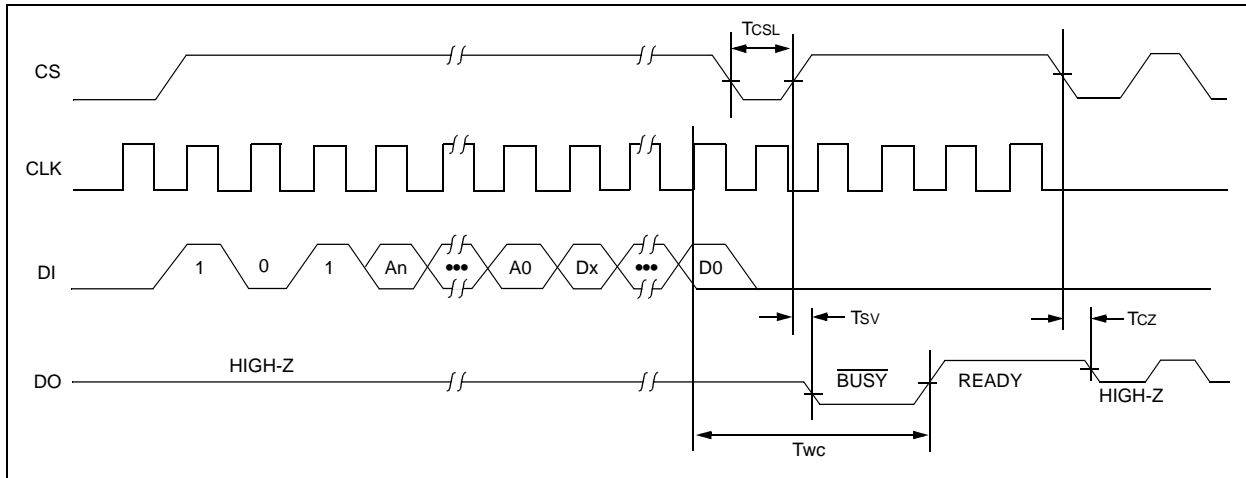 TCSL
CS
CLK
DI
1 0 1 An ••• A0 Dx ••• D0
TSV
TCZ
HIGH-Z
DO
BUSY
READY
HIGH-Z
TWC